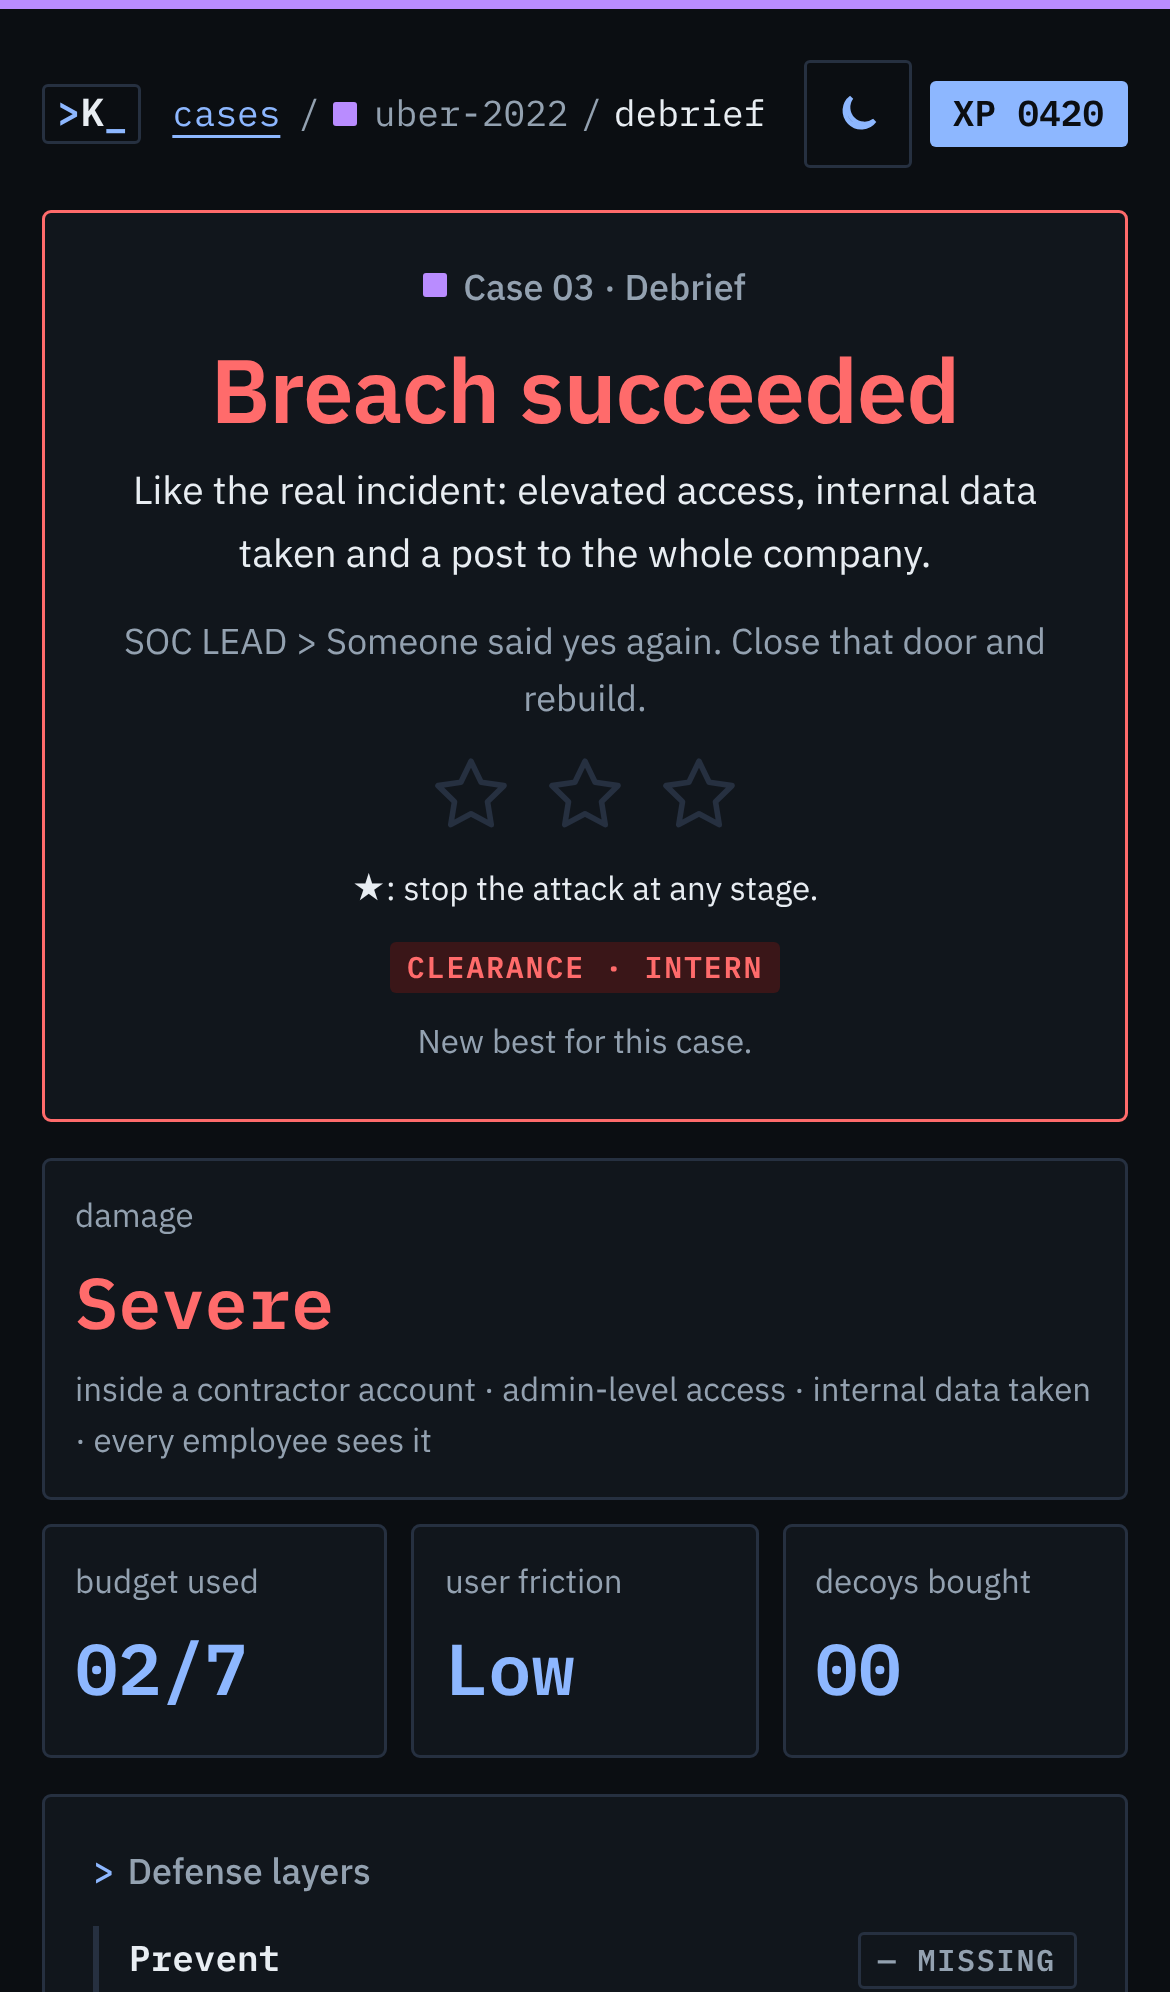 >K_ cases / uber-2022 / debrief XP 0420
Case 03 · Debrief
Breach succeeded
Like the real incident: elevated access, internal data
taken and a post to the whole company.
SOC LEAD > Someone said yes again. Close that door and
rebuild.
★: stop the attack at any stage.
CLEARANCE · INTERN
New best for this case.
damage
Severe
inside a contractor account · admin-level access · internal data taken
· every employee sees it
budget used
02/7
user friction
Low
decoys bought
00
> Defense layers
Prevent
— MISSING